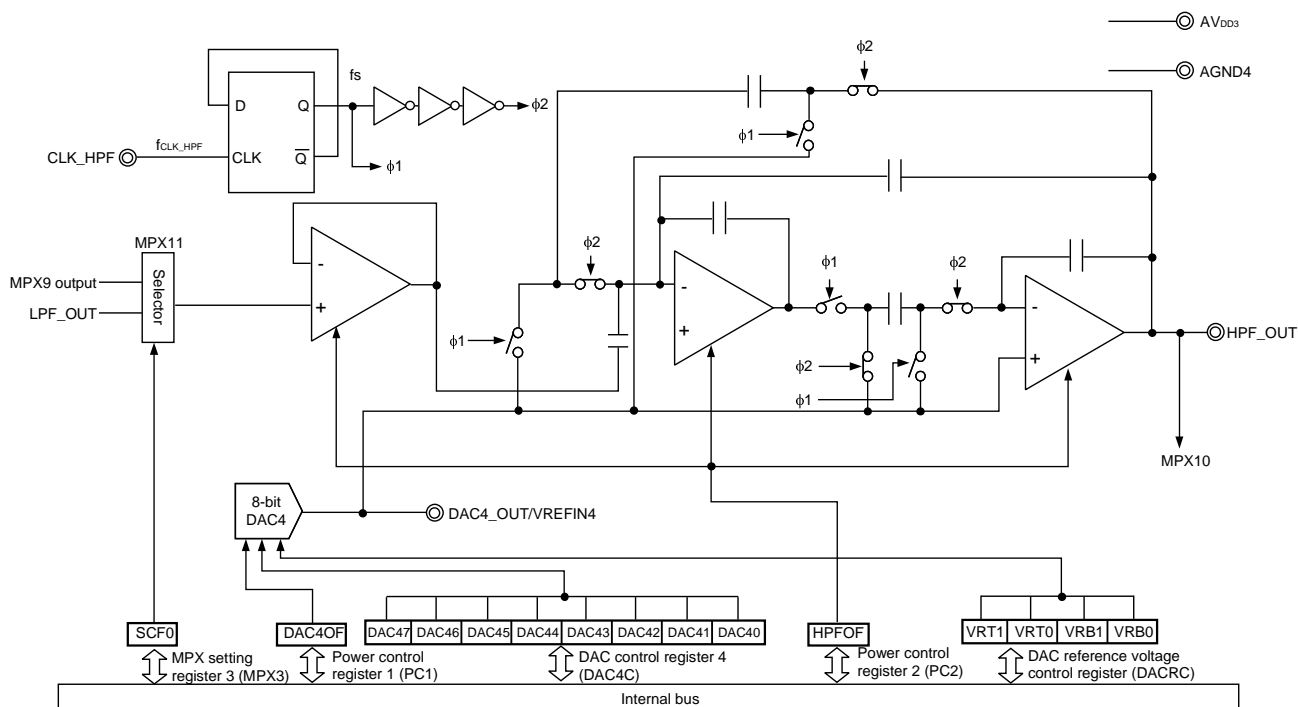 AVDD3
AGND4
ϕ2
fs
D
Q
ϕ2
CLK_HPF
fCLK_HPF
CLK
Q
ϕ1
ϕ1
MPX11
Selector
MPX9 output
LPF_OUT
-
+
ϕ2
ϕ1
-
+
ϕ1
ϕ2
ϕ2
ϕ1
-
+
HPF_OUT
MPX10
8-bit
DAC4
DAC4_OUT/VREFIN4
SCF0
DAC4OF
DAC47 DAC46 DAC45 DAC44 DAC43 DAC42 DAC41 DAC40
HPFOF
VRT1 VRT0 VRB1 VRB0
MPX setting
register 3 (MPX3)
Power control
register 1 (PC1)
DAC control register 4
(DAC4C)
Power control
register 2 (PC2)
DAC reference voltage
control register (DACRC)
Internal bus